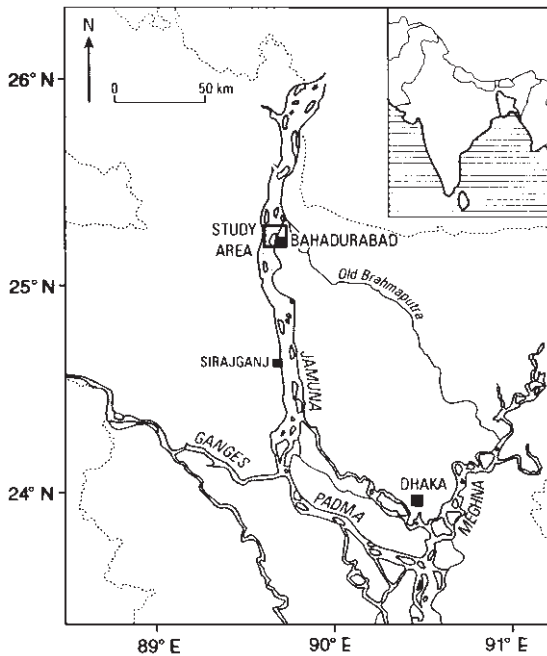 N
0 50 km
26° N
STUDY
AREA
BAHADURABAD
Old Brahmaputra
25° N
SIRAJGANJ
JAMUNA
GANGES
DHAKA
24° N
PADMA
MEGHNA
89° E 90° E 91° E